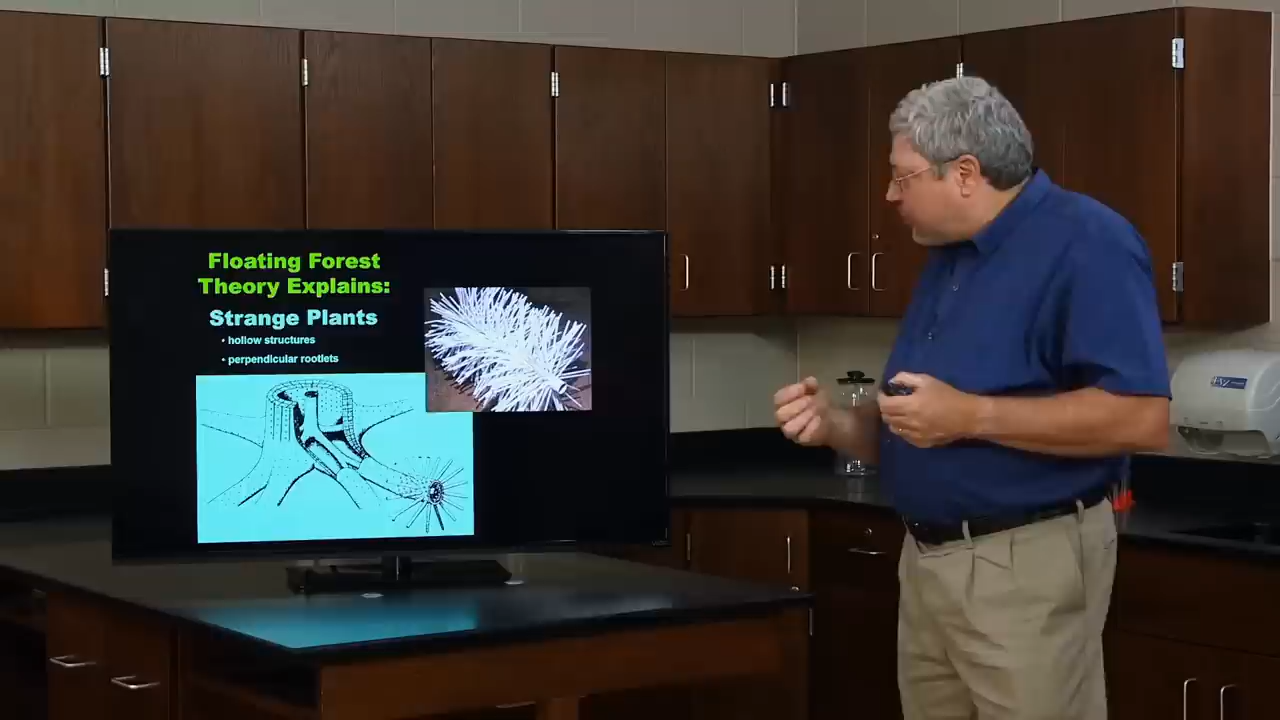 Floating Forest
Theory Explains:
Strange Plants
• hollow structures
• perpendicular rootlets